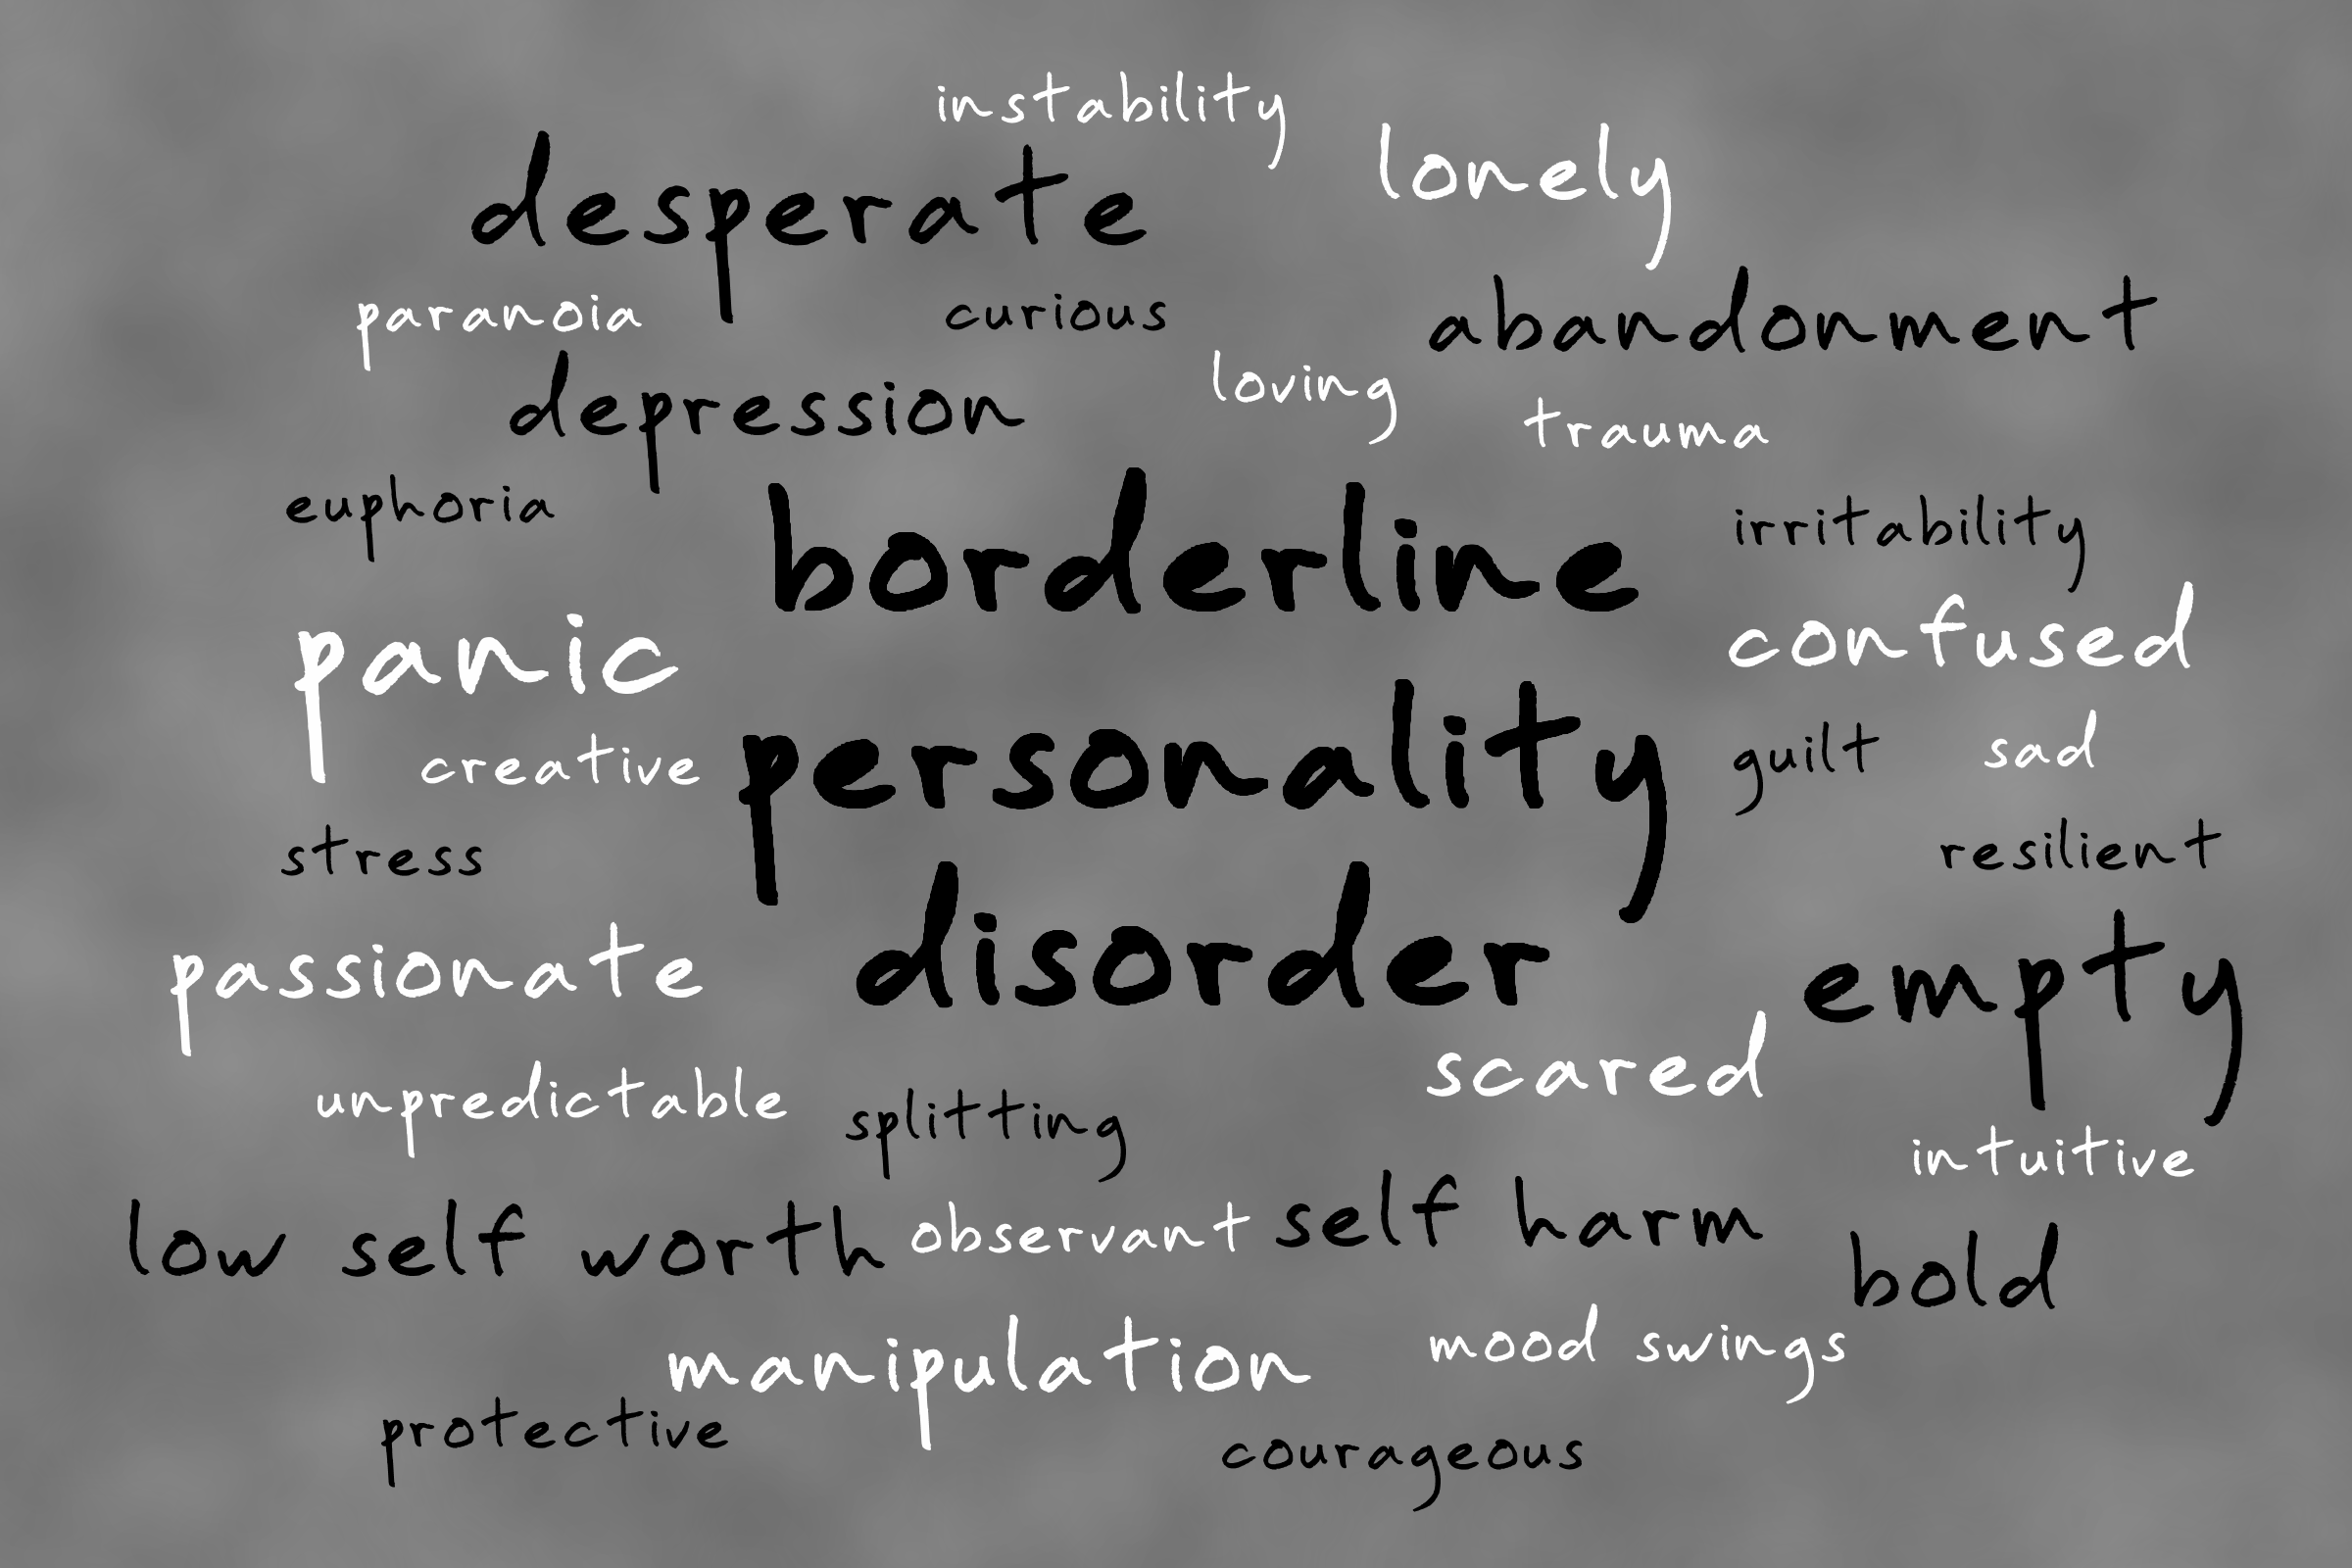 instability
lonely
desperate
paranoia
curious
abandonment
depression
loving
trauma
euphoria
borderline
irritability
panic
confused
creative
personality
guilt
sad
stress
resilient
passionate
disorder
empty
scared
unpredictable
splitting
intuitive
low self worth
observant
self harm
bold
manipulation
mood swings
protective
courageous